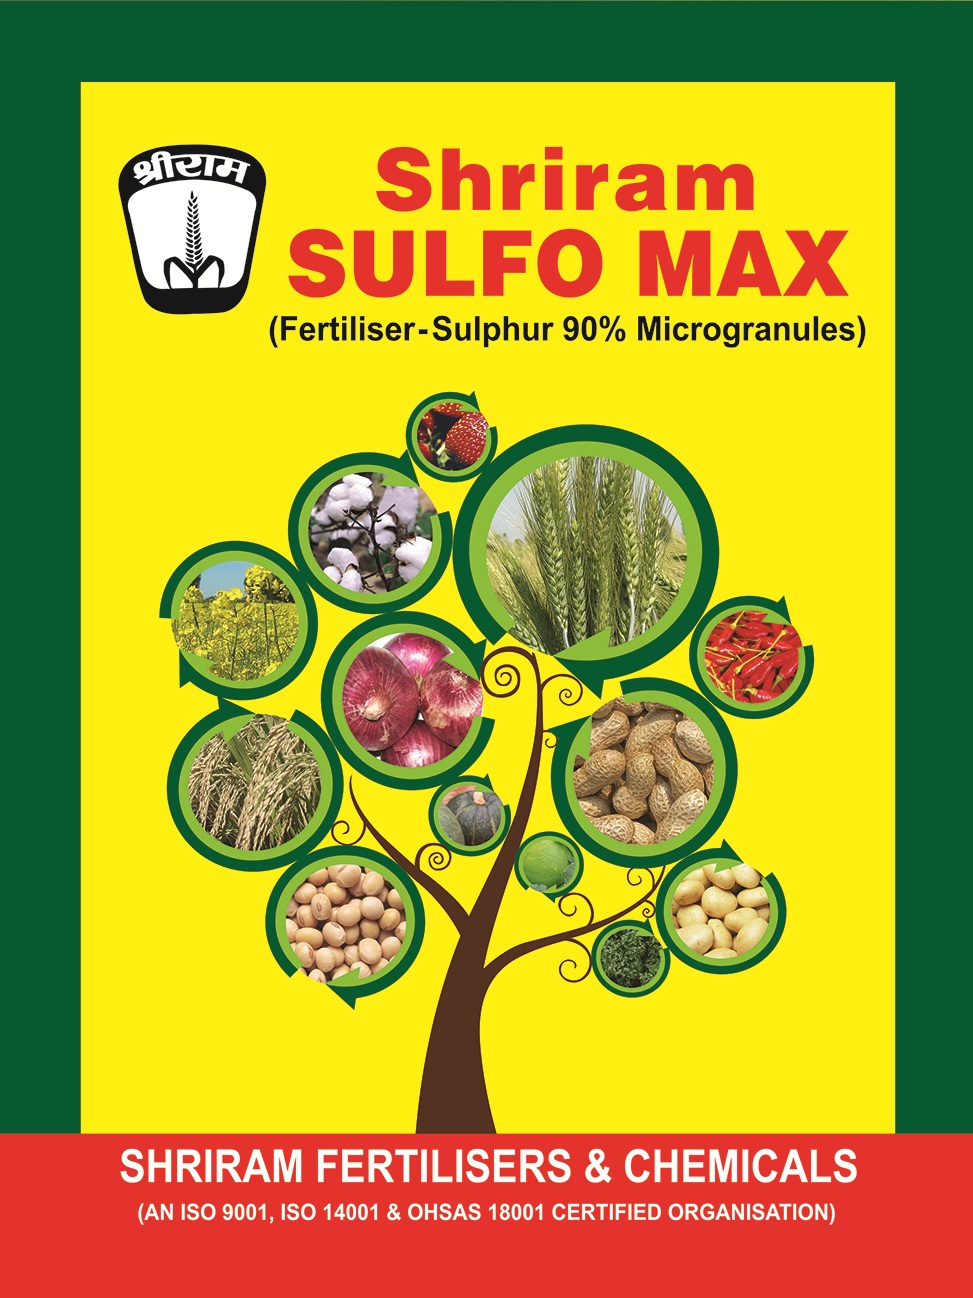 श्रीराम
Shriram
SULFO MAX
(Fertiliser-Sulphur 90% Microgranules)
SHRIRAM FERTILISERS & CHEMICALS
(AN ISO 9001, ISO 14001 & OHSAS 18001 CERTIFIED ORGANISATION)